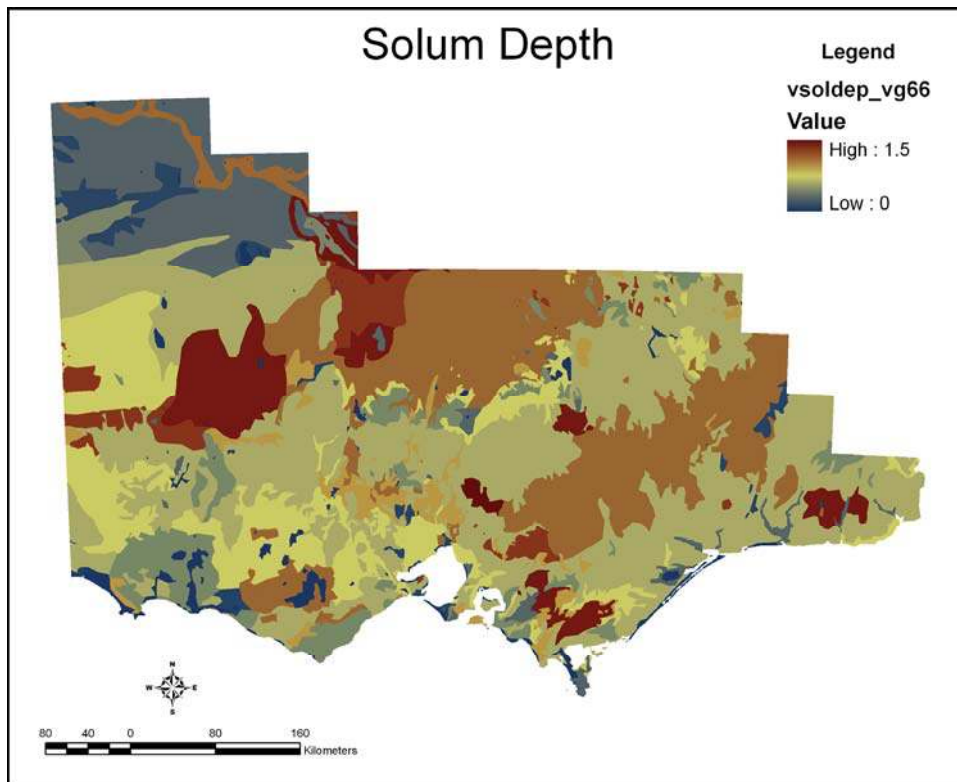 Solum Depth
Legend
vsoldep_vg66
Value
High : 1.5
Low : 0
N
W E
S
80 40 0 80 160
Kilometers